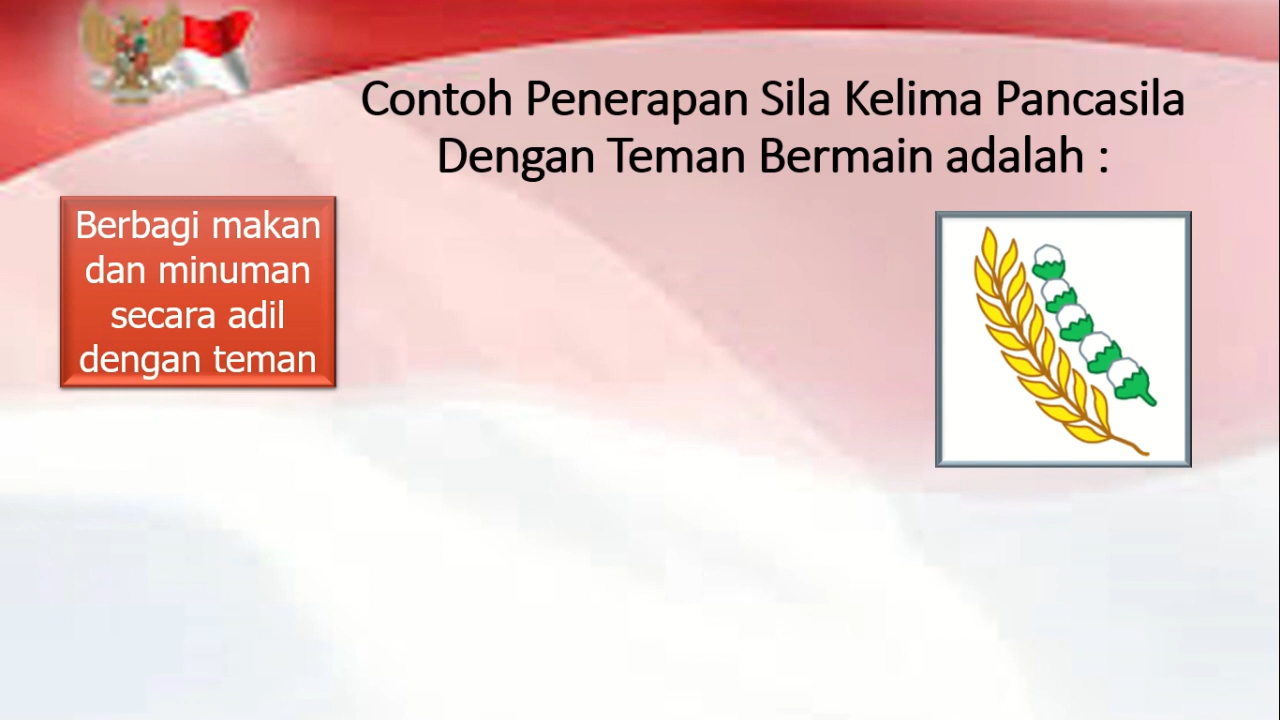 Contoh Penerapan Sila Kelima Pancasila
Dengan Teman Bermain adalah :
Berbagi makan
dan minuman
secara adil
dengan teman